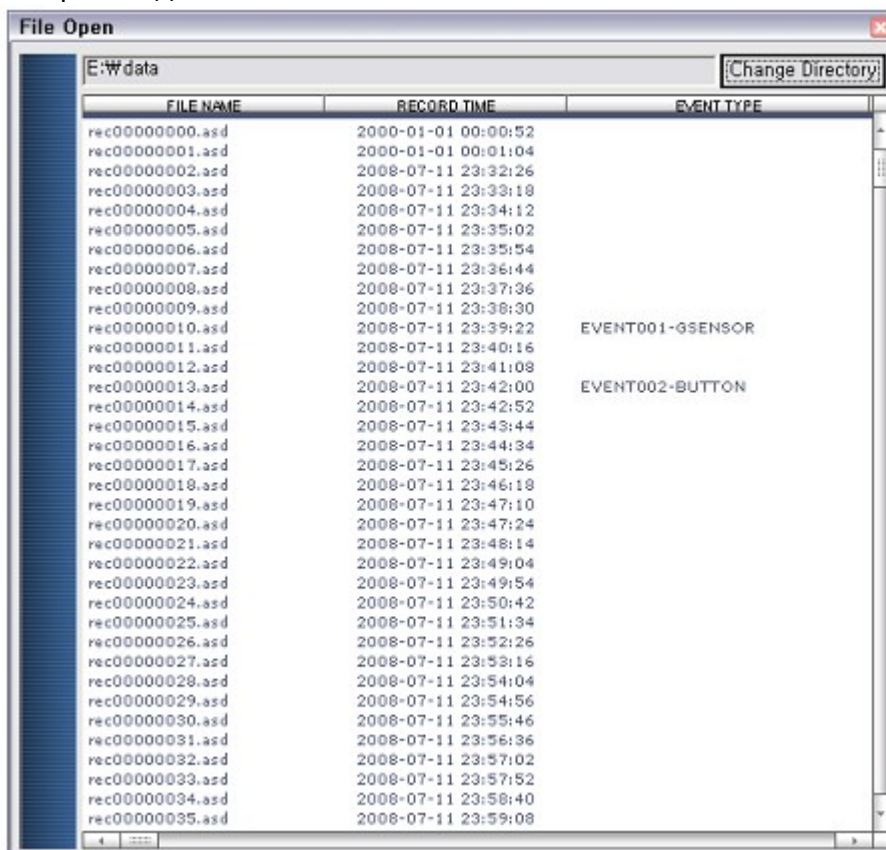 File Open
E:₩data
Change Directory
FILE NAME RECORD TIME EVENT TYPE
rec00000000.asd 2000-01-01 00:00:52
rec00000001.asd 2000-01-01 00:01:04
rec00000002.asd 2008-07-11 23:32:26
rec00000003.asd 2008-07-11 23:33:18
rec00000004.asd 2008-07-11 23:34:12
rec00000005.asd 2008-07-11 23:35:02
rec00000006.asd 2008-07-11 23:35:54
rec00000007.asd 2008-07-11 23:36:44
rec00000008.asd 2008-07-11 23:37:36
rec00000009.asd 2008-07-11 23:38:30
rec00000010.asd 2008-07-11 23:39:22 EVENT001-GSENSOR
rec00000011.asd 2008-07-11 23:40:16
rec00000012.asd 2008-07-11 23:41:08
rec00000013.asd 2008-07-11 23:42:00 EVENT002-BUTTON
rec00000014.asd 2008-07-11 23:42:52
rec00000015.asd 2008-07-11 23:43:44
rec00000016.asd 2008-07-11 23:44:34
rec00000017.asd 2008-07-11 23:45:26
rec00000018.asd 2008-07-11 23:46:18
rec00000019.asd 2008-07-11 23:47:10
rec00000020.asd 2008-07-11 23:47:24
rec00000021.asd 2008-07-11 23:48:14
rec00000022.asd 2008-07-11 23:49:04
rec00000023.asd 2008-07-11 23:49:54
rec00000024.asd 2008-07-11 23:50:42
rec00000025.asd 2008-07-11 23:51:34
rec00000026.asd 2008-07-11 23:52:26
rec00000027.asd 2008-07-11 23:53:16
rec00000028.asd 2008-07-11 23:54:04
rec00000029.asd 2008-07-11 23:54:56
rec00000030.asd 2008-07-11 23:55:46
rec00000031.asd 2008-07-11 23:56:36
rec00000032.asd 2008-07-11 23:57:02
rec00000033.asd 2008-07-11 23:57:52
rec00000034.asd 2008-07-11 23:58:40
rec00000035.asd 2008-07-11 23:59:08